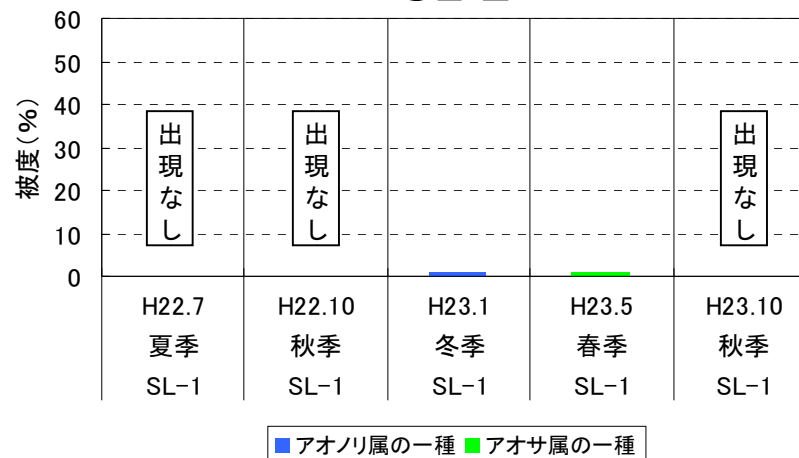 60
50
40
30
20
10
0
被度(%)
出現なし
出現なし
出現なし
H22.7
夏季
SL-1
H22.10
秋季
SL-1
H23.1
冬季
SL-1
H23.5
春季
SL-1
H23.10
秋季
SL-1
アオノリ属の一種
アオサ属の一種